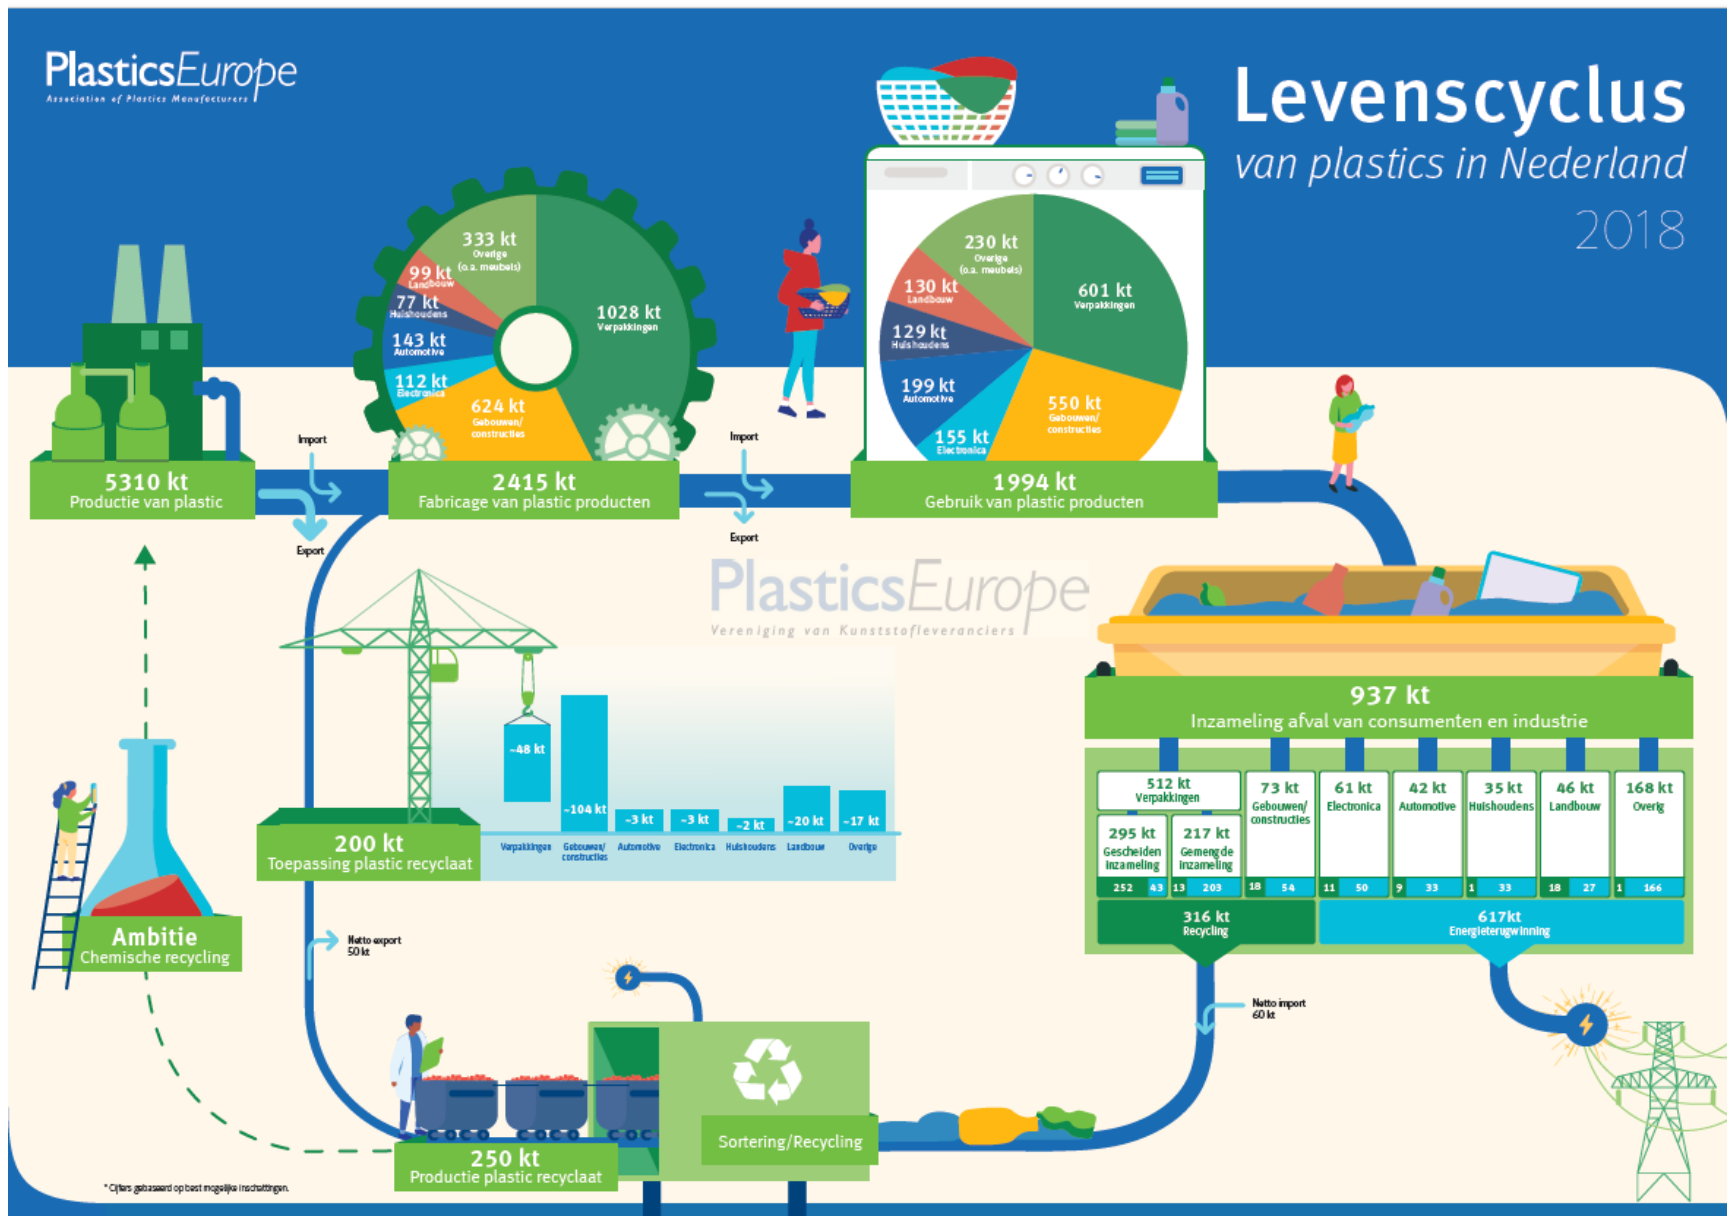 PlasticsEurope
Association of Plastics Manufacturers
Levenscyclus
van plastics in Nederland
2018
333 kt
Overige
(o.a. meubels)
99 kt
Landbouw
77 kt
Huishoudens
143 kt
Automotive
112 kt
Electronica
624 kt
Gebouwen/
constructies
1028 kt
Verpakkingen
230 kt
Overige
(o.a. meubels)
130 kt
Landbouw
129 kt
Huishoudens
199 kt
Automotive
155 kt
Electronica
550 kt
Gebouwen/
constructies
601 kt
Verpakkingen
5310 kt
Productie van plastic
Import
Export
2415 kt
Fabricage van plastic producten
Import
Export
1994 kt
Gebruik van plastic producten
PlasticsEurope
Vereniging van Kunststofleveranciers
937 kt
Inzameling afval van consumenten en industrie
512 kt
Verpakkingen
295 kt
Gescheiden
inzameling
217 kt
Gemengde
inzameling
73 kt
Gebouwen/
constructies
61 kt
Electronica
42 kt
Automotive
35 kt
Huishoudens
46 kt
Landbouw
168 kt
Overig
252 43 13 203 18 54 11 50 9 33 1 33 18 27 1 166
316 kt
Recycling
617kt
Energieterugwinning
~48 kt
~104 kt
~3 kt
~3 kt
~2 kt
~20 kt
~17 kt
Verpakkingen
Gebouwen/
constructies
Automotive
Electronica
Huishoudens
Landbouw
Overige
200 kt
Toepassing plastic recyclaat
Ambitie
Chemische recycling
Netto export
50 kt
Netto import
60 kt
Sortering/Recycling
250 kt
Productie plastic recyclaat
* Cijfers gebaseerd op best mogelijke inschattingen.